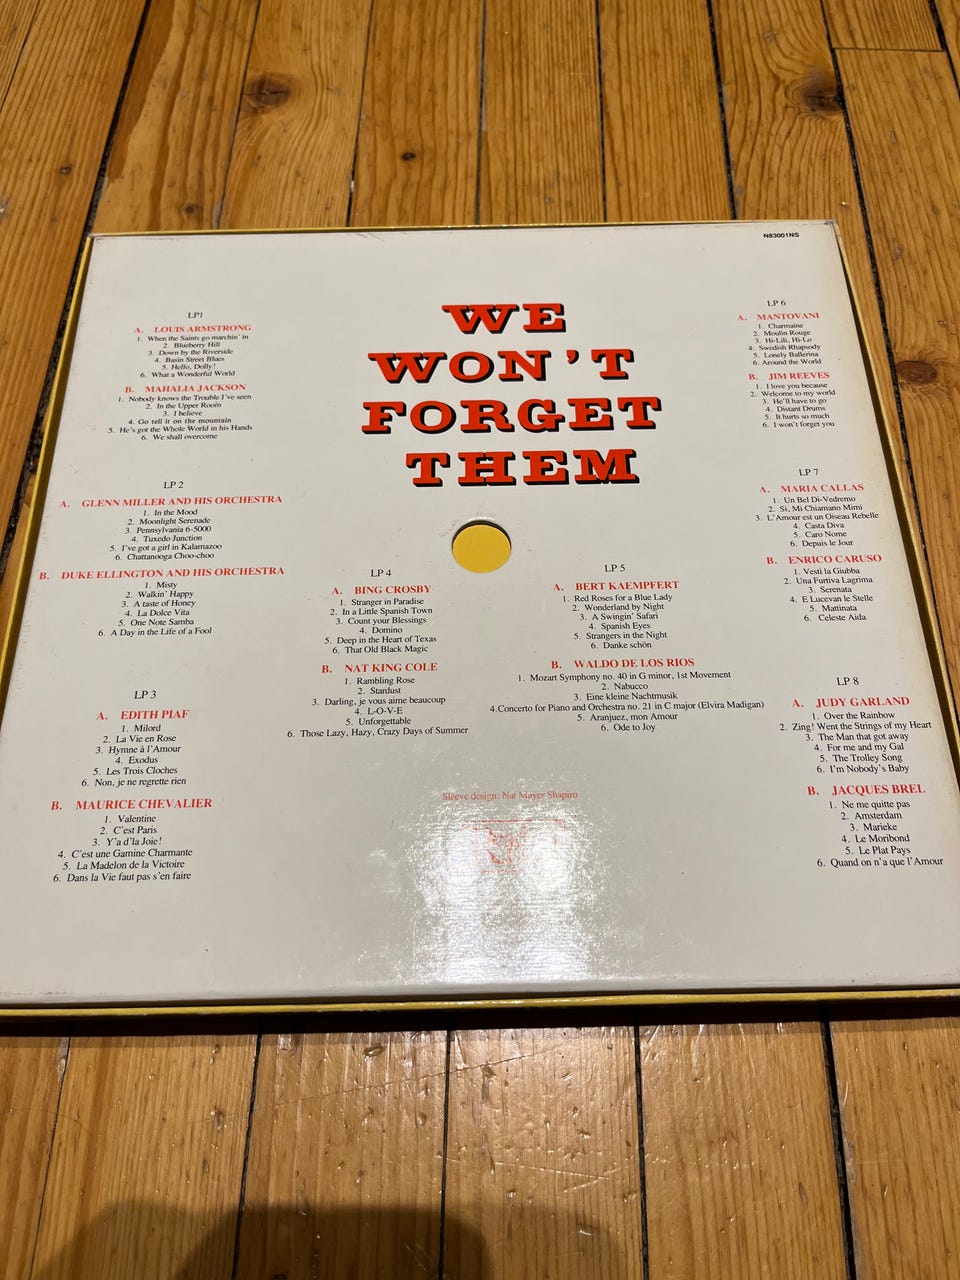 N83001NS
WE
WON'T
FORGET
THEM
LP1
A. LOUIS ARMSTRONG
1. When the Saints go marchin' in
2. Blueberry Hill
3. Down by the Riverside
4. Basin Street Blues
5. Hello, Dolly!
6. What a Wonderful World
B. MAHALIA JACKSON
1. Nobody knows the Trouble I've seen
2. In the Upper Room
3. I believe
4. Go tell it on the mountain
5. He's got the Whole World in his Hands
6. We shall overcome
LP 2
A. GLENN MILLER AND HIS ORCHESTRA
1. In the Mood
2. Moonlight Serenade
3. Pennsylvania 6-5000
4. Tuxedo Junction
5. I've got a girl in Kalamazoo
6. Chattanooga Choo-choo
B. DUKE ELLINGTON AND HIS ORCHESTRA
1. Misty
2. Walkin' Happy
3. A taste of Honey
4. La Dolce Vita
5. One Note Samba
6. A Day in the Life of a Fool
LP 3
A. EDITH PIAF
1. Milord
2. La Vie en Rose
3. Hymne à l'Amour
4. Exodus
5. Les Trois Cloches
6. Non, je ne regrette rien
B. MAURICE CHEVALIER
1. Valentine
2. C'est Paris
3. Y'a d'la Joie!
4. C'est une Gamine Charmante
5. La Madelon de la Victoire
6. Dans la Vie faut pas s'en faire
LP 4
A. BING CROSBY
1. Stranger in Paradise
2. In a Little Spanish Town
3. Count your Blessings
4. Domino
5. Deep in the Heart of Texas
6. That Old Black Magic
B. NAT KING COLE
1. Rambling Rose
2. Stardust
3. Darling, je vous aime beaucoup
4. L-O-V-E
5. Unforgettable
6. Those Lazy, Hazy, Crazy Days of Summer
LP 5
A. BERT KAEMPFERT
1. Red Roses for a Blue Lady
2. Wonderland by Night
3. A Swingin' Safari
4. Spanish Eyes
5. Strangers in the Night
6. Danke schön
B. WALDO DE LOS RIOS
1. Mozart Symphony no. 40 in G minor, 1st Movement
2. Nabucco
3. Eine kleine Nachtmusik
4.Concerto for Piano and Orchestra no. 21 in C major (Elvira Madigan)
5. Aranjuez, mon Amour
6. Ode to Joy
LP 6
A. MANTOVANI
1. Charmaine
2. Moulin Rouge
3. Hi-Lili, Hi-Lo
4. Swedish Rhapsody
5. Lonely Ballerina
6. Around the World
B. JIM REEVES
1. I love you because
2. Welcome to my world
3. He'll have to go
4. Distant Drums
5. It hurts so much
6. I won't forget you
LP 7
A. MARIA CALLAS
1. Un Bel Di-Vedremo
2. Si, Mi Chiamano Mimi
3. L'Amour est un Oiseau Rebelle
4. Casta Diva
5. Caro Nome
6. Depuis le Jour
B. ENRICO CARUSO
1. Vesti la Giubba
2. Una Furtiva Lagrima
3. Serenata
4. E Lucevan le Stelle
5. Mattinata
6. Celeste Aida
LP 8
A. JUDY GARLAND
1. Over the Rainbow
2. Zing! Went the Strings of my Heart
3. The Man that got away
4. For me and my Gal
5. The Trolley Song
6. I'm Nobody's Baby
B. JACQUES BREL
1. Ne me quitte pas
2. Amsterdam
3. Marieke
4. Le Moribond
5. Le Plat Pays
6. Quand on n'a que l'Amour
Sleeve design: Nat Mayer Shapiro